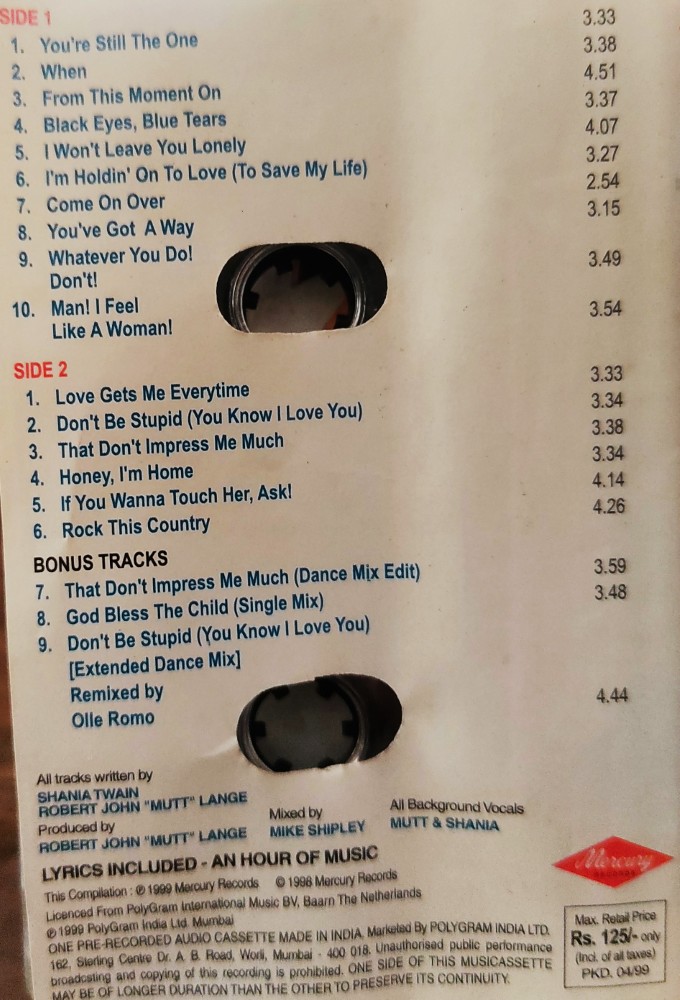 SIDE 1
1. You're Still The One 3.33
2. When 3.38
3. From This Moment On 4.51
4. Black Eyes, Blue Tears 3.37
5. I Won't Leave You Lonely 4.07
6. I'm Holdin' On To Love (To Save My Life) 3.27
7. Come On Over 2.54
8. You've Got A Way 3.15
9. Whatever You Do!
Don't! 3.49
10. Man! I Feel
Like A Woman! 3.54
SIDE 2
1. Love Gets Me Everytime 3.33
2. Don't Be Stupid (You Know I Love You) 3.34
3. That Don't Impress Me Much 3.38
4. Honey, I'm Home 3.34
5. If You Wanna Touch Her, Ask! 4.14
6. Rock This Country 4.26
BONUS TRACKS
7. That Don't Impress Me Much (Dance Mix Edit) 3.59
8. God Bless The Child (Single Mix) 3.48
9. Don't Be Stupid (You Know I Love You)
[Extended Dance Mix]
Remixed by
Olle Romo 4.44
All tracks written by
SHANIA TWAIN
ROBERT JOHN "MUTT" LANGE
Produced by
ROBERT JOHN "MUTT" LANGE
Mixed by
MIKE SHIPLEY
All Background Vocals
MUTT & SHANIA
LYRICS INCLUDED - AN HOUR OF MUSIC
This Compilation : ℗ 1999 Mercury Records © 1998 Mercury Records
Licenced From PolyGram International Music BV, Baarn The Netherlands
℗ 1999 PolyGram India Ltd. Mumbai
ONE PRE-RECORDED AUDIO CASSETTE MADE IN INDIA. Marketed By POLYGRAM INDIA LTD.
162, Sterling Centre Dr. A. B. Road, Worli, Mumbai - 400 018. Unauthorised public performance
broadcasting and copying of this recording is prohibited. ONE SIDE OF THIS MUSICASSETTE
MAY BE OF LONGER DURATION THAN THE OTHER TO PRESERVE ITS CONTINUITY.
Mercury
RECORDS
Max. Retail Price
Rs. 125/- only
(Incl. of all taxes)
PKD. 04/99